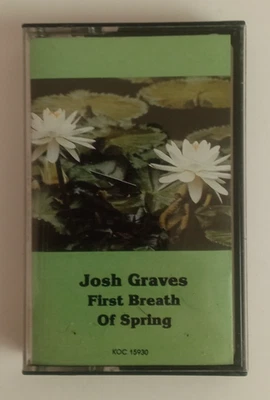 Josh Graves
First Breath
Of Spring
KOC 15930